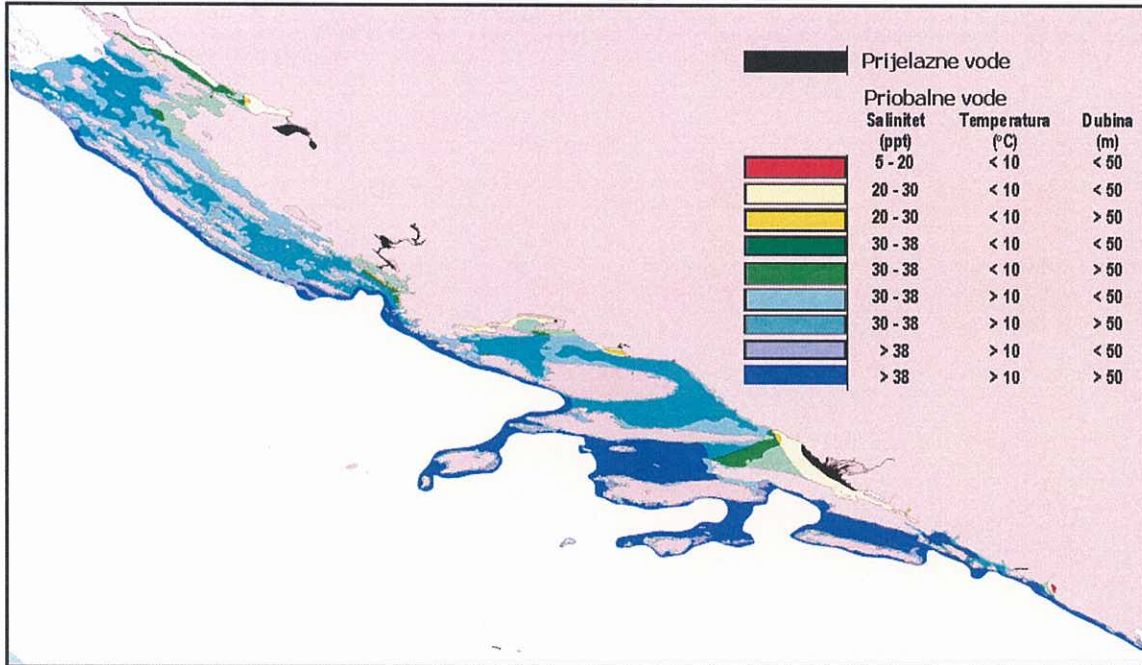 Prijelazne vode
Priobalne vode
Salinitet Temperatura Dubina
(ppt) (°C) (m)
5 - 20 < 10 < 50
20 - 30 < 10 < 50
20 - 30 < 10 > 50
30 - 38 < 10 < 50
30 - 38 < 10 > 50
30 - 38 > 10 < 50
30 - 38 > 10 > 50
> 38 > 10 < 50
> 38 > 10 > 50